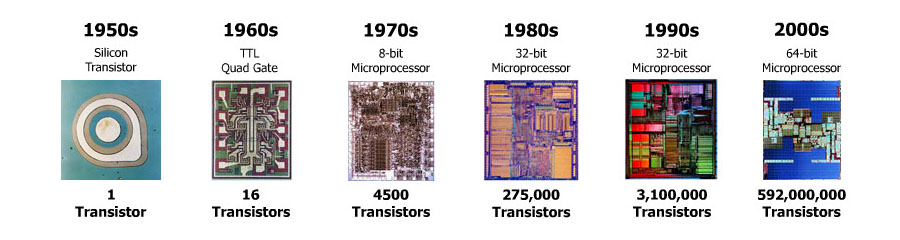 1950s
Silicon
Transistor
1
Transistor
1960s
TTL
Quad Gate
16
Transistors
1970s
8-bit
Microprocessor
4500
Transistors
1980s
32-bit
Microprocessor
275,000
Transistors
1990s
32-bit
Microprocessor
3,100,000
Transistors
2000s
64-bit
Microprocessor
592,000,000
Transistors